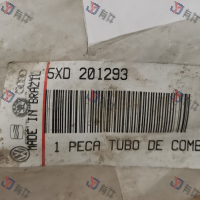 5XD 201293
MADE IN BRAZIL
1 PECA TUBO DE COMB